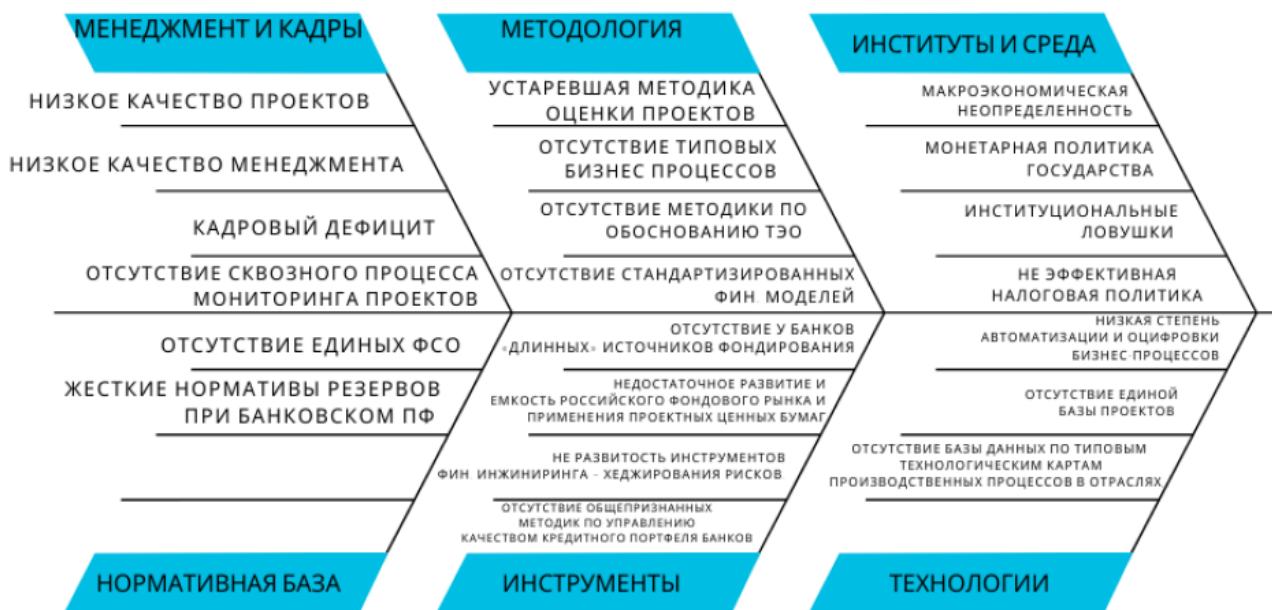 МЕНЕДЖМЕНТ И КАДРЫ
НИЗКОЕ КАЧЕСТВО ПРОЕКТОВ
НИЗКОЕ КАЧЕСТВО МЕНЕДЖМЕНТА
КАДРОВЫЙ ДЕФИЦИТ
ОТСУТСТВИЕ СКВОЗНОГО ПРОЦЕССА
МОНИТОРИНГА ПРОЕКТОВ
МЕТОДОЛОГИЯ
УСТАРЕВШАЯ МЕТОДИКА
ОЦЕНКИ ПРОЕКТОВ
ОТСУТСТВИЕ ТИПОВЫХ
БИЗНЕС ПРОЦЕССОВ
ОТСУТСТВИЕ МЕТОДИКИ ПО
ОБОСНОВАНИЮ ТЭО
ОТСУТСТВИЕ СТАНДАРТИЗИРОВАННЫХ
ФИН. МОДЕЛЕЙ
ИНСТИТУТЫ И СРЕДА
МАКРОЭКОНОМИЧЕСКАЯ
НЕОПРЕДЕЛЕННОСТЬ
МОНЕТАРНАЯ ПОЛИТИКА
ГОСУДАРСТВА
ИНСТИТУЦИОНАЛЬНЫЕ
ЛОВУШКИ
НЕ ЭФФЕКТИВНАЯ
НАЛОГОВАЯ ПОЛИТИКА
ОТСУТСТВИЕ ЕДИНЫХ ФСО
ЖЕСТКИЕ НОРМАТИВЫ РЕЗЕРВОВ
ПРИ БАНКОВСКОМ ПФ
НОРМАТИВНАЯ БАЗА
ОТСУТСТВИЕ У БАНКОВ
«ДЛИННЫХ» ИСТОЧНИКОВ ФОНДИРОВАНИЯ
НЕДОСТАТОЧНОЕ РАЗВИТИЕ И
ЕМКОСТЬ РОССИЙСКОГО ФОНДОВОГО РЫНКА И
ПРИМЕНЕНИЯ ПРОЕКТНЫХ ЦЕННЫХ БУМАГ
НЕ РАЗВИТОСТЬ ИНСТРУМЕНТОВ
ФИН. ИНЖИНИРИНГА - ХЕДЖИРОВАНИЯ РИСКОВ
ОТСУТСТВИЕ ОБЩЕПРИЗНАННЫХ
МЕТОДИК ПО УПРАВЛЕНИЮ
КАЧЕСТВОМ КРЕДИТНОГО ПОРТФЕЛЯ БАНКОВ
ИНСТРУМЕНТЫ
НИЗКАЯ СТЕПЕНЬ
АВТОМАТИЗАЦИИ И ОЦИФРОВКИ
БИЗНЕС-ПРОЦЕССОВ
ОТСУТСТВИЕ ЕДИНОЙ
БАЗЫ ПРОЕКТОВ
ОТСУТСТВИЕ БАЗЫ ДАННЫХ ПО ТИПОВЫМ
ТЕХНОЛОГИЧЕСКИМ КАРТАМ
ПРОИЗВОДСТВЕННЫХ ПРОЦЕССОВ В ОТРАСЛЯХ
ТЕХНОЛОГИИ